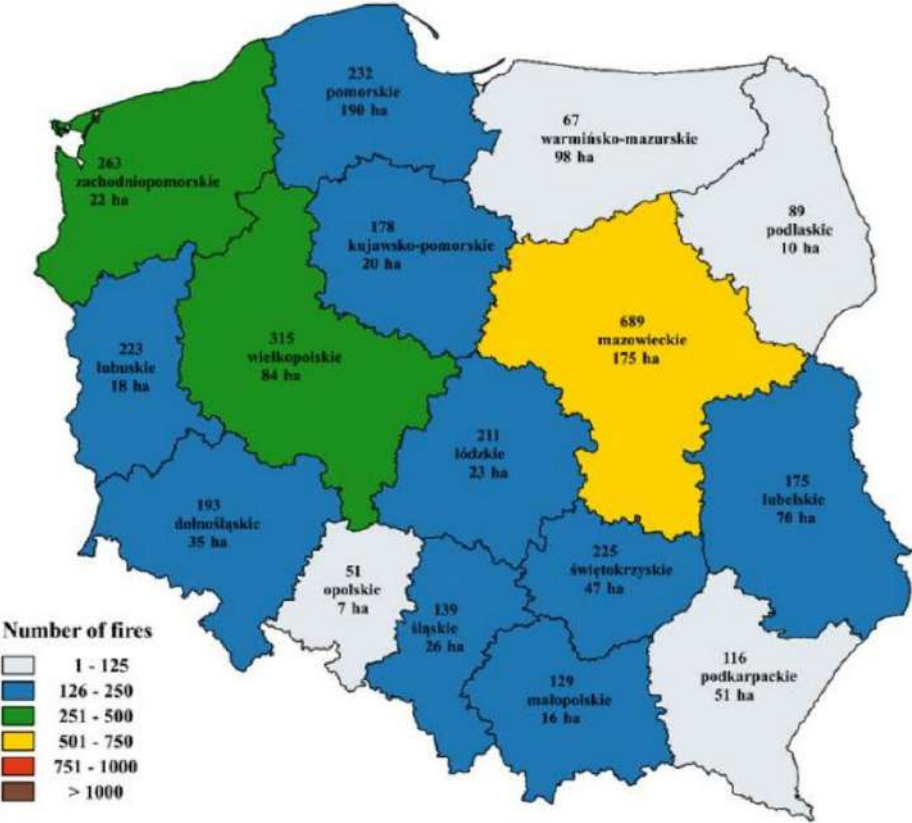 232
pomorskie
190 ha
67
warmińsko-mazurskie
98 ha
263
zachodniopomorskie
22 ha
89
podlaskie
10 ha
178
kujawsko-pomorskie
20 ha
689
mazowieckie
175 ha
315
wielkopolskie
84 ha
223
lubuskie
18 ha
211
łódzkie
23 ha
175
lubelskie
76 ha
193
dolnośląskie
35 ha
225
świętokrzyskie
47 ha
51
opolskie
7 ha
139
śląskie
26 ha
116
podkarpackie
51 ha
129
małopolskie
16 ha
Number of fires
1 - 125
126 - 250
251 - 500
501 - 750
751 - 1000
> 1000